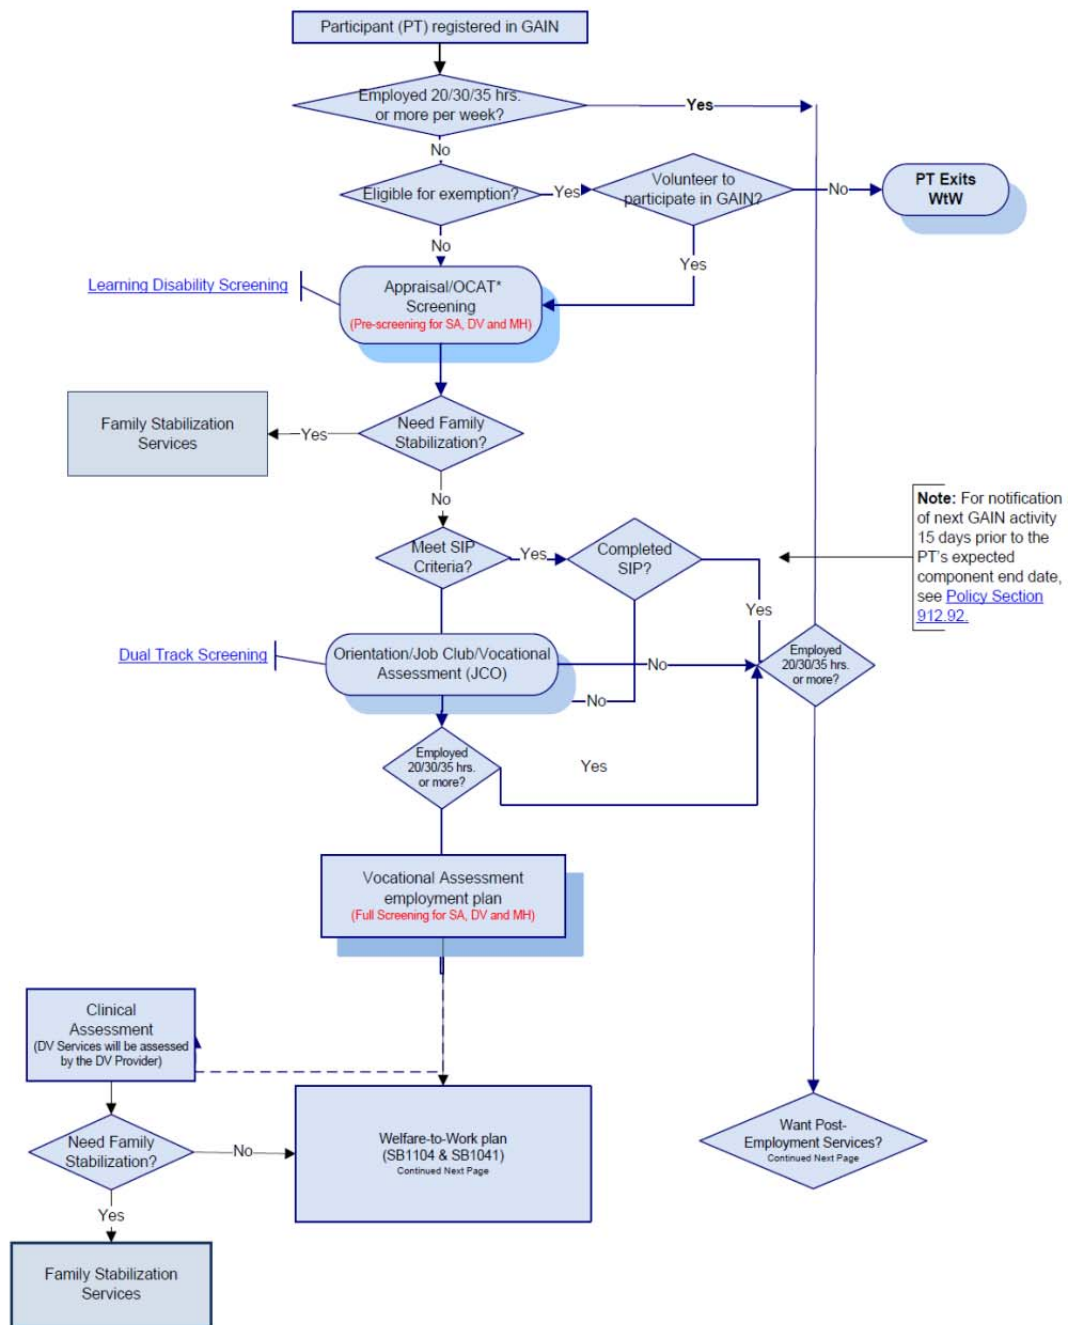 Participant (PT) registered in GAIN
Employed 20/30/35 hrs.
or more per week?
Yes
No
Eligible for exemption?
Yes
Volunteer to
participate in GAIN?
No
PT Exits
WtW
No
Yes
Learning Disability Screening
Appraisal/OCAT*
Screening
(Pre-screening for SA, DV and MH)
Family Stabilization
Services
Yes
Need Family
Stabilization?
No
Note: For notification
of next GAIN activity
15 days prior to the
PT's expected
component end date,
see Policy Section
912.92.
Meet SIP
Criteria?
Yes
Completed
SIP?
Yes
Dual Track Screening
Orientation/Job Club/Vocational
Assessment (JCO)
No
Employed
20/30/35 hrs.
or more?
No
Employed
20/30/35 hrs.
or more?
Yes
Vocational Assessment
employment plan
(Full Screening for SA, DV and MH)
Clinical
Assessment
(DV Services will be assessed
by the DV Provider)
Need Family
Stabilization?
No
Welfare-to-Work plan
(SB1104 & SB1041)
Continued Next Page
Want Post-
Employment Services?
Continued Next Page
Yes
Family Stabilization
Services